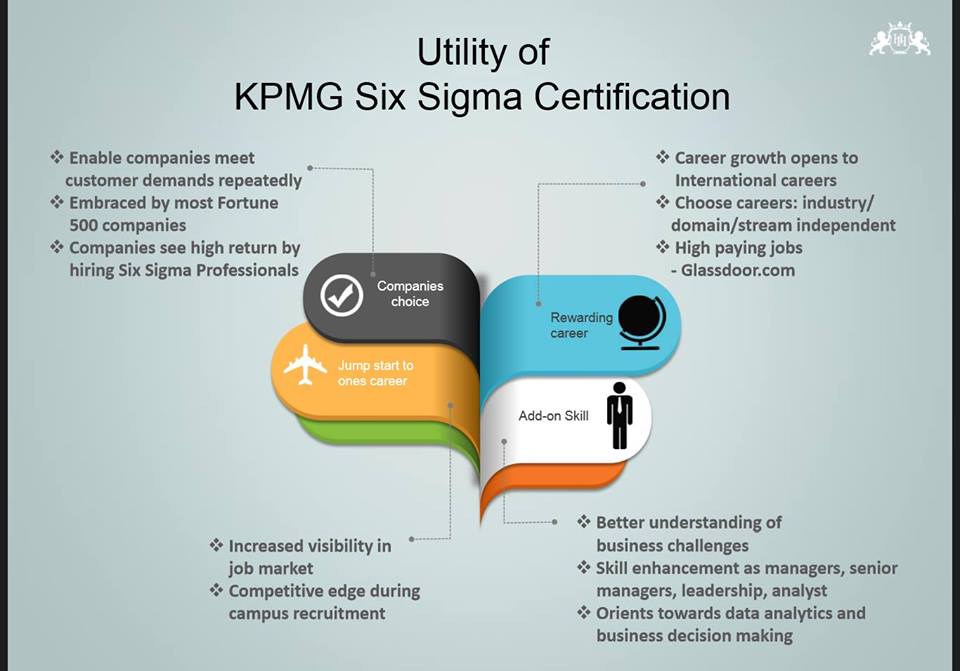 Utility of
KPMG Six Sigma Certification
❖ Enable companies meet
customer demands repeatedly
❖ Embraced by most Fortune
500 companies
❖ Companies see high return by
hiring Six Sigma Professionals
❖ Career growth opens to
International careers
❖ Choose careers: industry/
domain/stream independent
❖ High paying jobs
- Glassdoor.com
Companies
choice
Rewarding
career
Jump start to
ones career
Add-on Skill
❖ Increased visibility in
job market
❖ Competitive edge during
campus recruitment
❖ Better understanding of
business challenges
❖ Skill enhancement as managers, senior
managers, leadership, analyst
❖ Orients towards data analytics and
business decision making